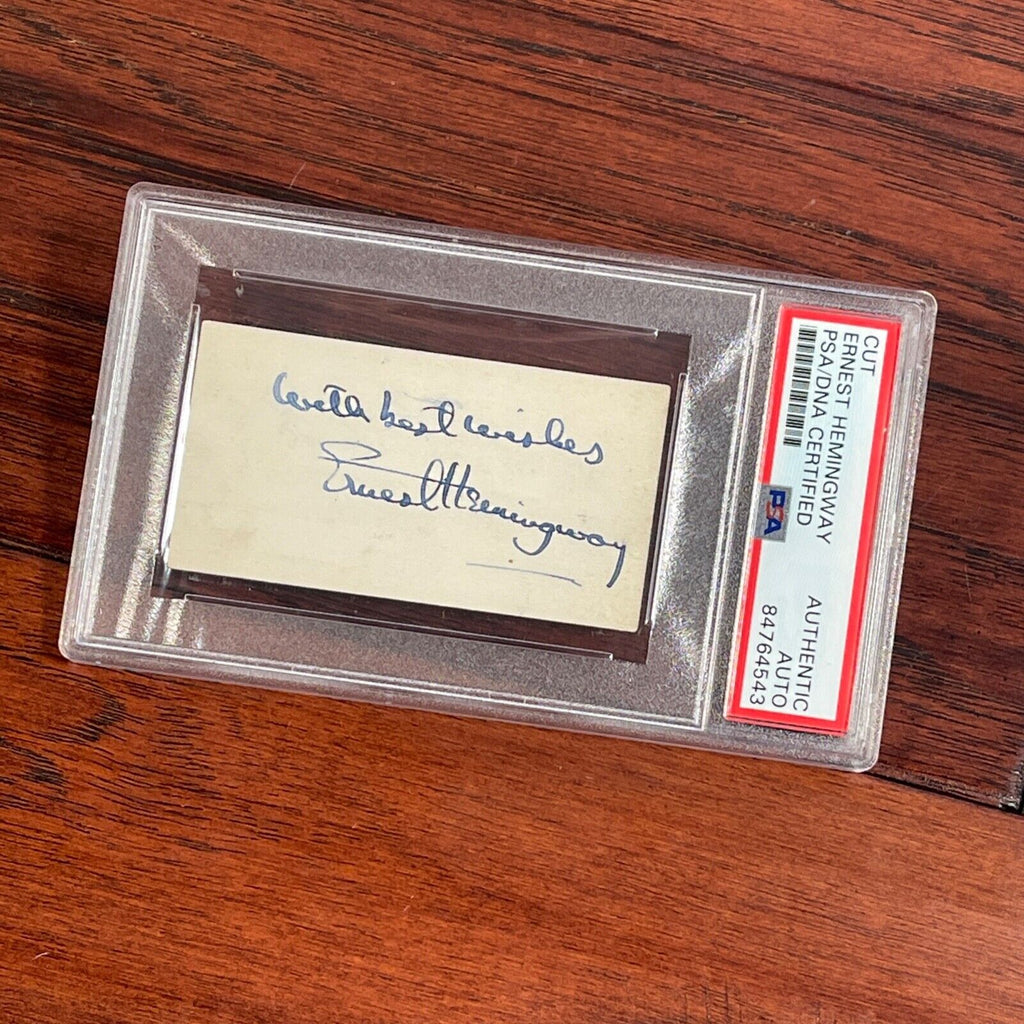 With best wishes
Ernest Hemingway
CUT
ERNEST HEMINGWAY
PSA/DNA CERTIFIED
PSA
AUTHENTIC
AUTO
84764543